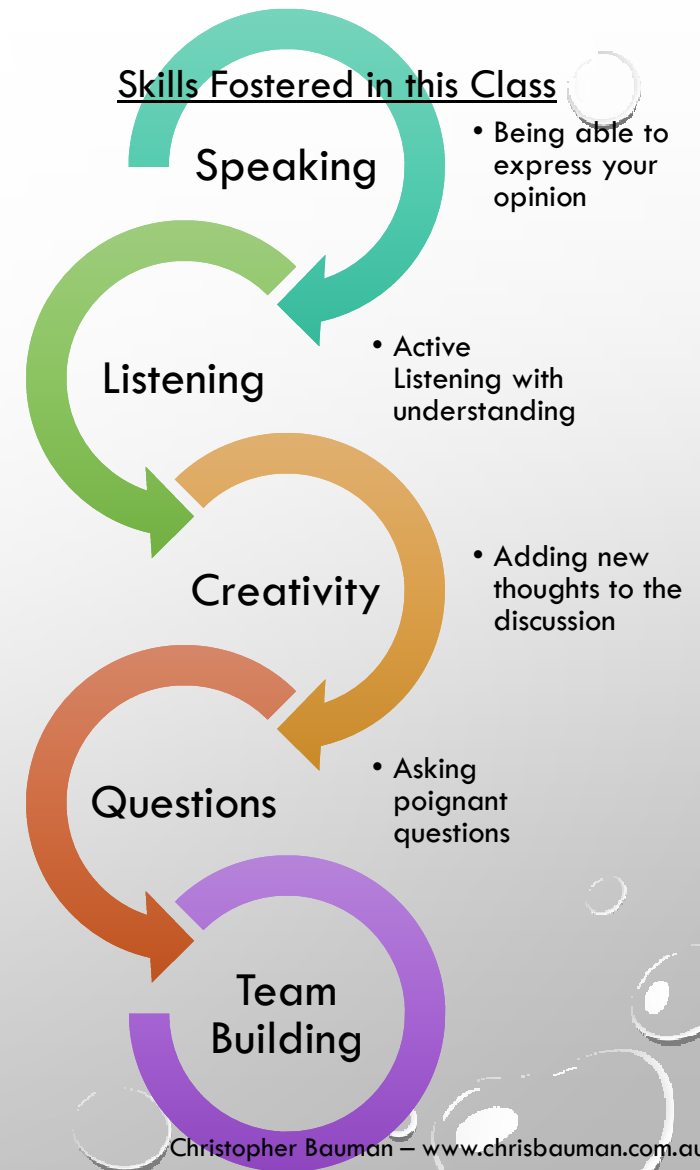 Skills Fostered in this Class
Speaking
• Being able to
express your
opinion
Listening
• Active
Listening with
understanding
Creativity
• Adding new
thoughts to the
discussion
Questions
• Asking
poignant
questions
Team
Building
Christopher Bauman – www.chrisbauman.com.au